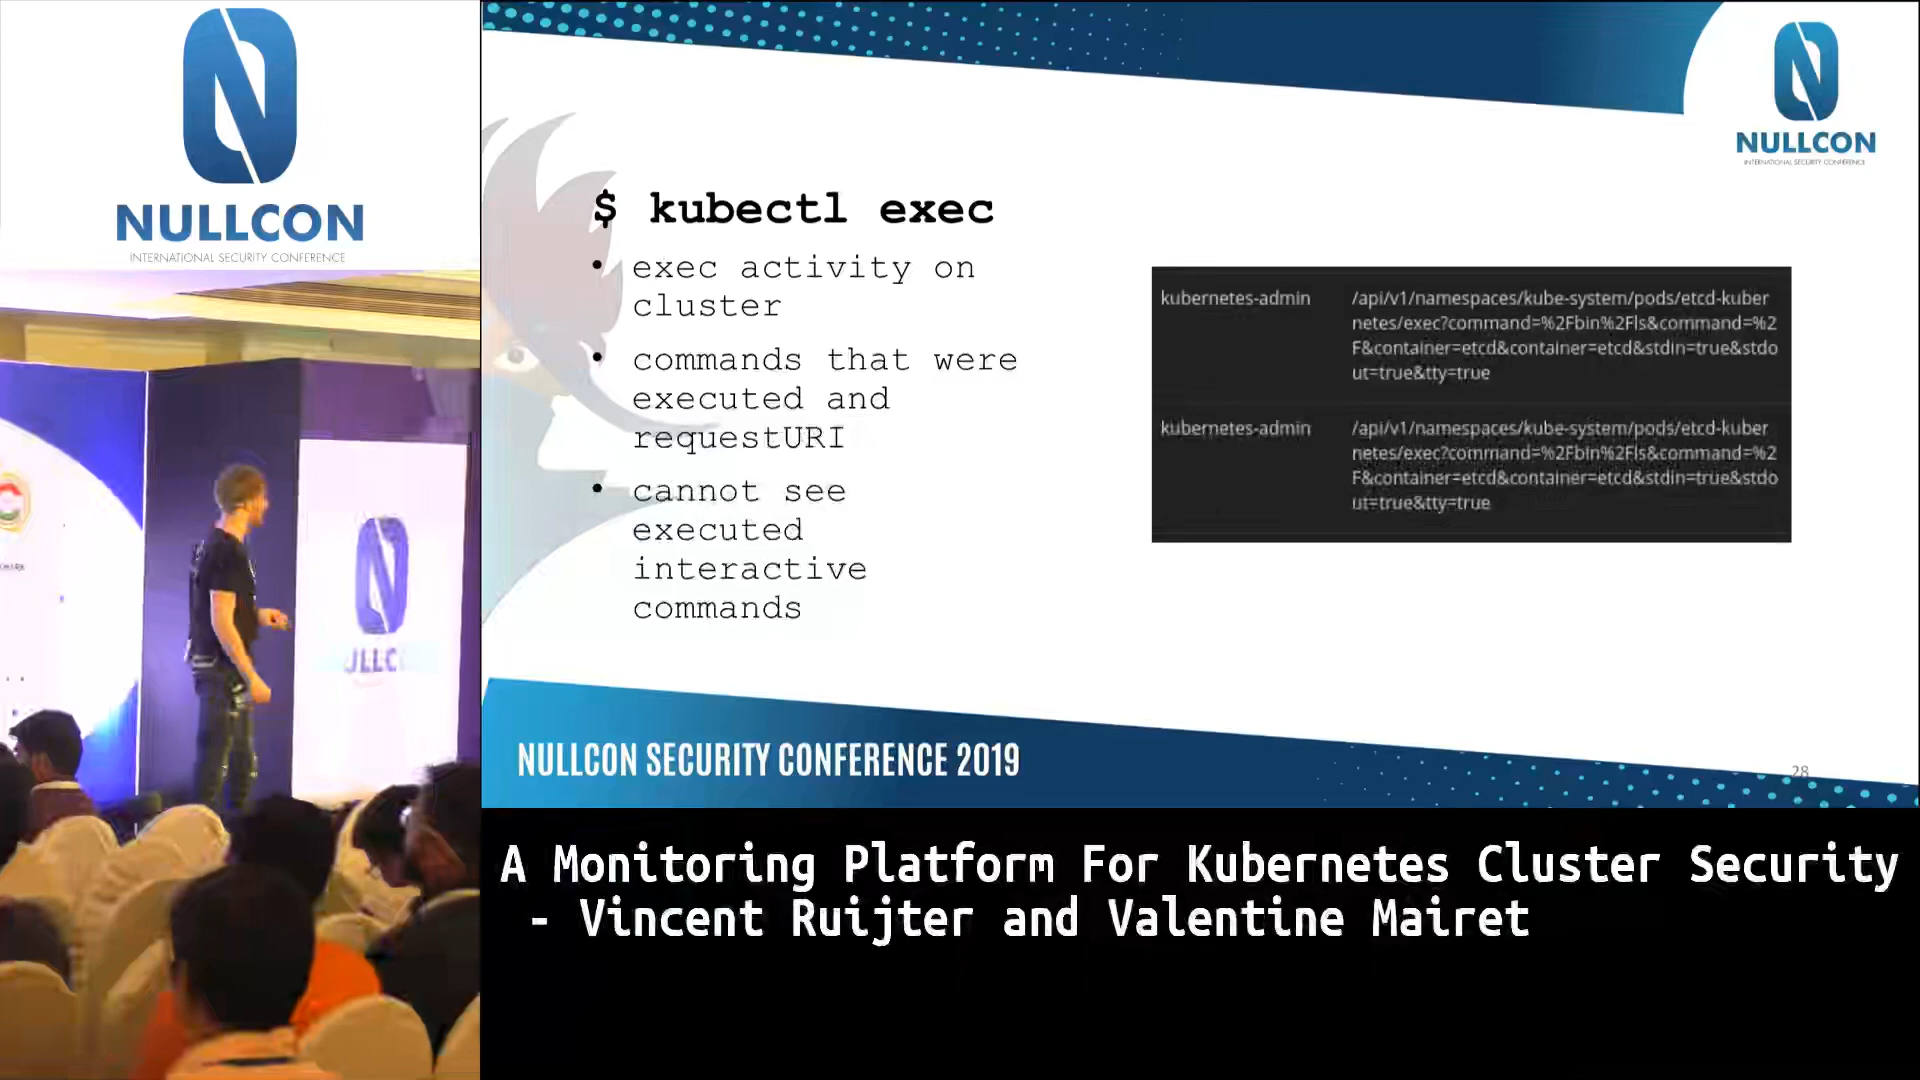 NULLCON
INTERNATIONAL SECURITY CONFERENCE
NULLCON
INTERNATIONAL SECURITY CONFERENCE
$ kubectl exec
• exec activity on
cluster
• commands that were
executed and
requestURI
• cannot see
executed
interactive
commands
kubernetes-admin
/api/v1/namespaces/kube-system/pods/etcd-kuber
netes/exec?command=%2Fbin%2Fls&command=%2
F&container=etcd&container=etcd&stdin=true&stdo
ut=true&tty=true
kubernetes-admin
/api/v1/namespaces/kube-system/pods/etcd-kuber
netes/exec?command=%2Fbin%2Fls&command=%2
F&container=etcd&container=etcd&stdin=true&stdo
ut=true&tty=true
NULLCON SECURITY CONFERENCE 2019
28
A Monitoring Platform For Kubernetes Cluster Security
- Vincent Ruijter and Valentine Mairet